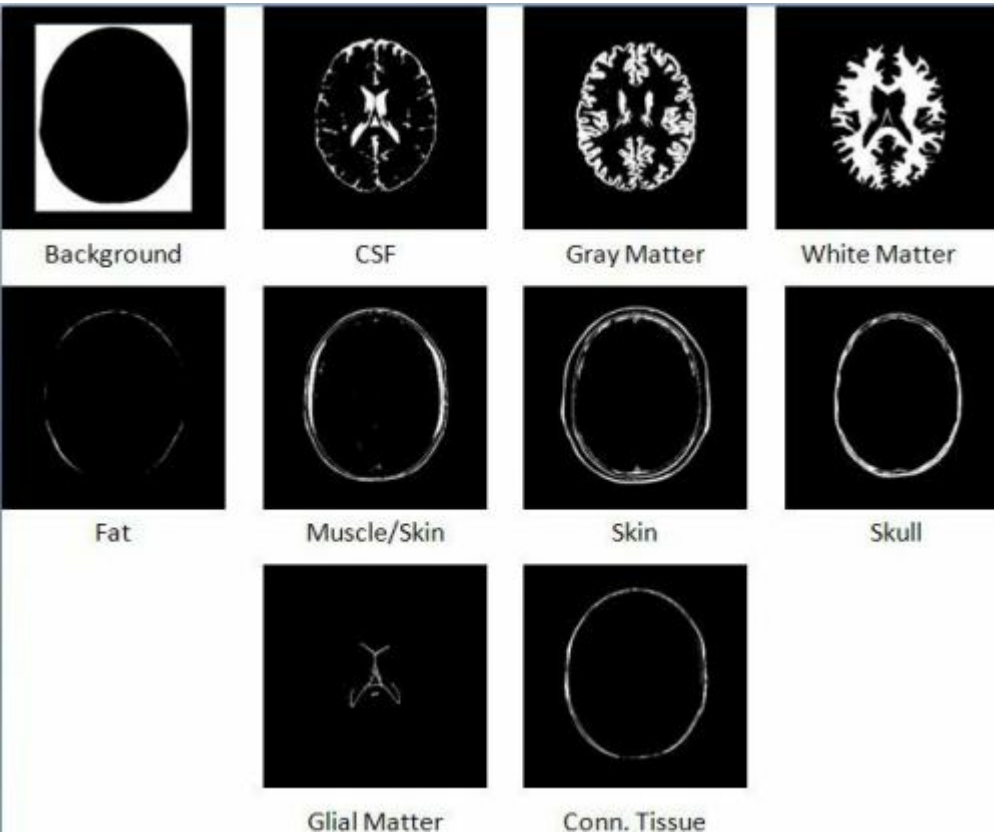 Background
CSF
Gray Matter
White Matter
Fat
Muscle/Skin
Skin
Skull
Glial Matter
Conn. Tissue